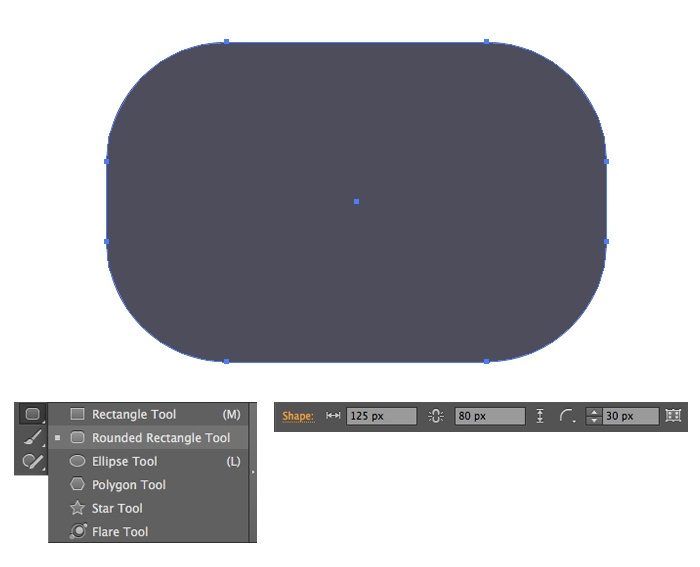 Rectangle Tool (M)
Rounded Rectangle Tool
Ellipse Tool (L)
Polygon Tool
Star Tool
Flare Tool
Shape: 125 px 80 px 30 px